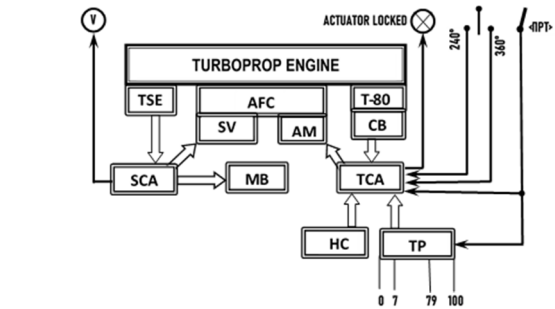 V
ACTUATOR LOCKED
240°
360°
«ПРТ»
TURBOPROP ENGINE
TSE
AFC
T-80
SV
AM
CB
SCA
MB
TCA
HC
TP
0 7 79 100